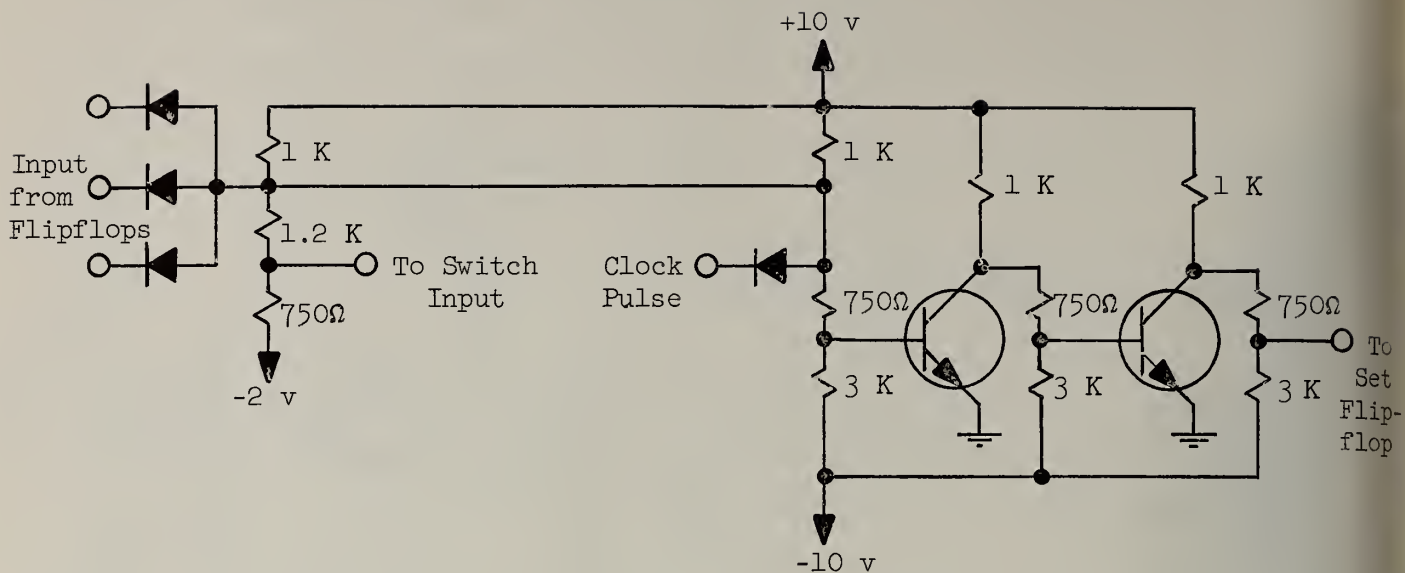 +10 v
1 K
1 K
1 K
1 K
Input
from
Flipflops
1.2 K
To Switch
Input
Clock
Pulse
750Ω
750Ω
750Ω
750Ω
To
Set
Flip-
flop
3 K
3 K
3 K
-2 v
-10 v